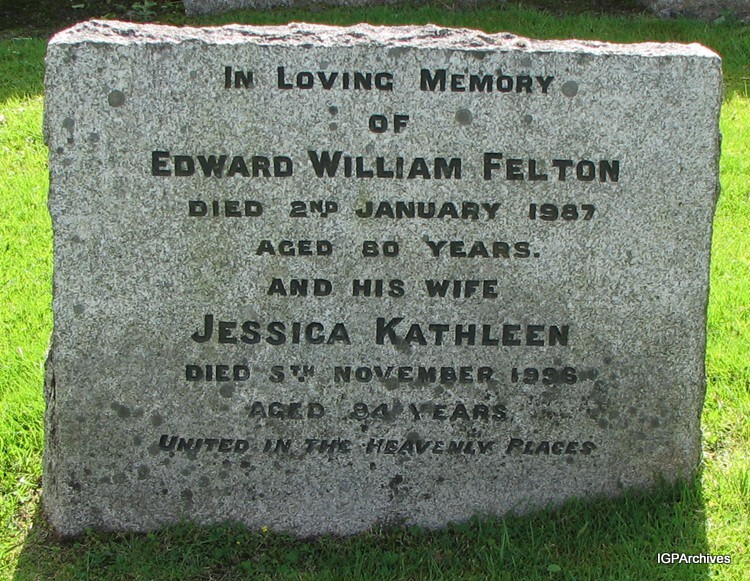 In Loving Memory
OF
Edward William Felton
DIED 2ND JANUARY 1987
AGED 80 YEARS.
AND HIS WIFE
Jessica Kathleen
DIED 5TH NOVEMBER 1996
AGED 94 YEARS
United in the Heavenly Places
IGPArchives